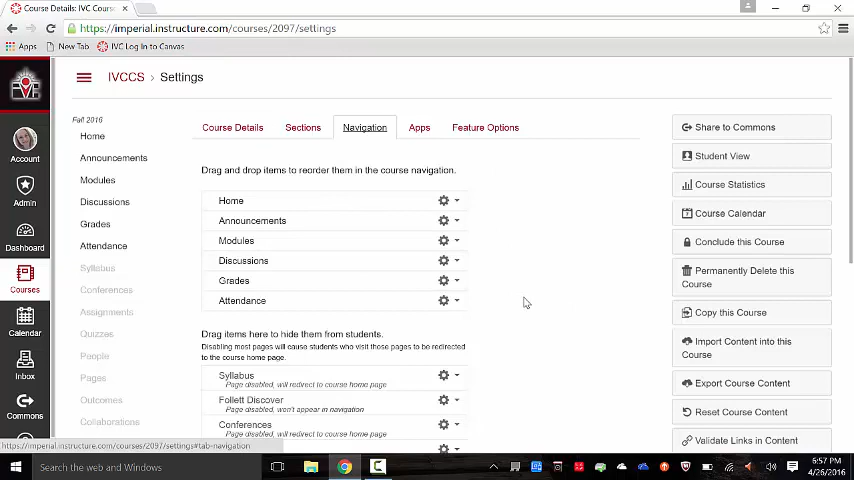 Course Details: IVC Cours
https://imperial.instructure.com/courses/2097/settings
Apps
New Tab
IVC Log In to Canvas
IVCCS > Settings
Account
Admin
Dashboard
Courses
Calendar
Inbox
Commons
Fall 2016
Home
Announcements
Modules
Discussions
Grades
Attendance
Syllabus
Conferences
Assignments
Quizzes
People
Pages
Outcomes
Collaborations
Course Details
Sections
Navigation
Apps
Feature Options
Drag and drop items to reorder them in the course navigation.
Home
Announcements
Modules
Discussions
Grades
Attendance
Drag items here to hide them from students.
Disabling most pages will cause students who visit those pages to be redirected
to the course home page.
Syllabus
Page disabled, will redirect to course home page
Follett Discover
Page disabled, won't appear in navigation
Conferences
Page disabled, will redirect to course home page
Share to Commons
Student View
Course Statistics
Course Calendar
Conclude this Course
Permanently Delete this
Course
Copy this Course
Import Content into this
Course
Export Course Content
Reset Course Content
Validate Links in Content
https://imperial.instructure.com/courses/2097/settings#tab-navigation
Search the web and Windows
6:57 PM
4/26/2016